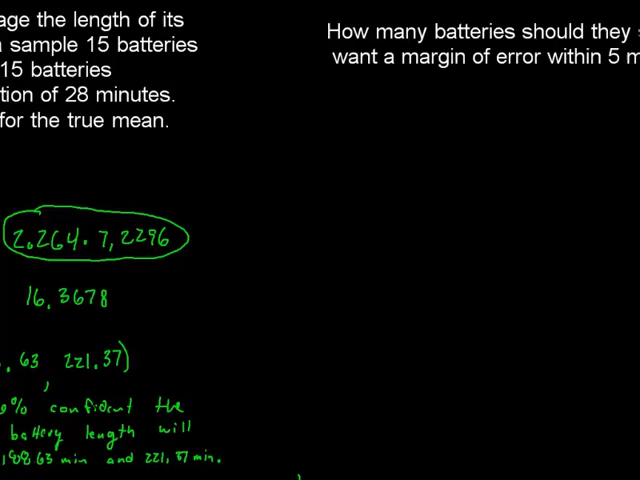 age the length of its
a sample 15 batteries
15 batteries
tion of 28 minutes.
for the true mean.
How many batteries should they
want a margin of error within 5 m
2.264 · 7,2296
16.3678
. 63 221.37)
% confident the
battery length will
63 min and 221, 37 min.